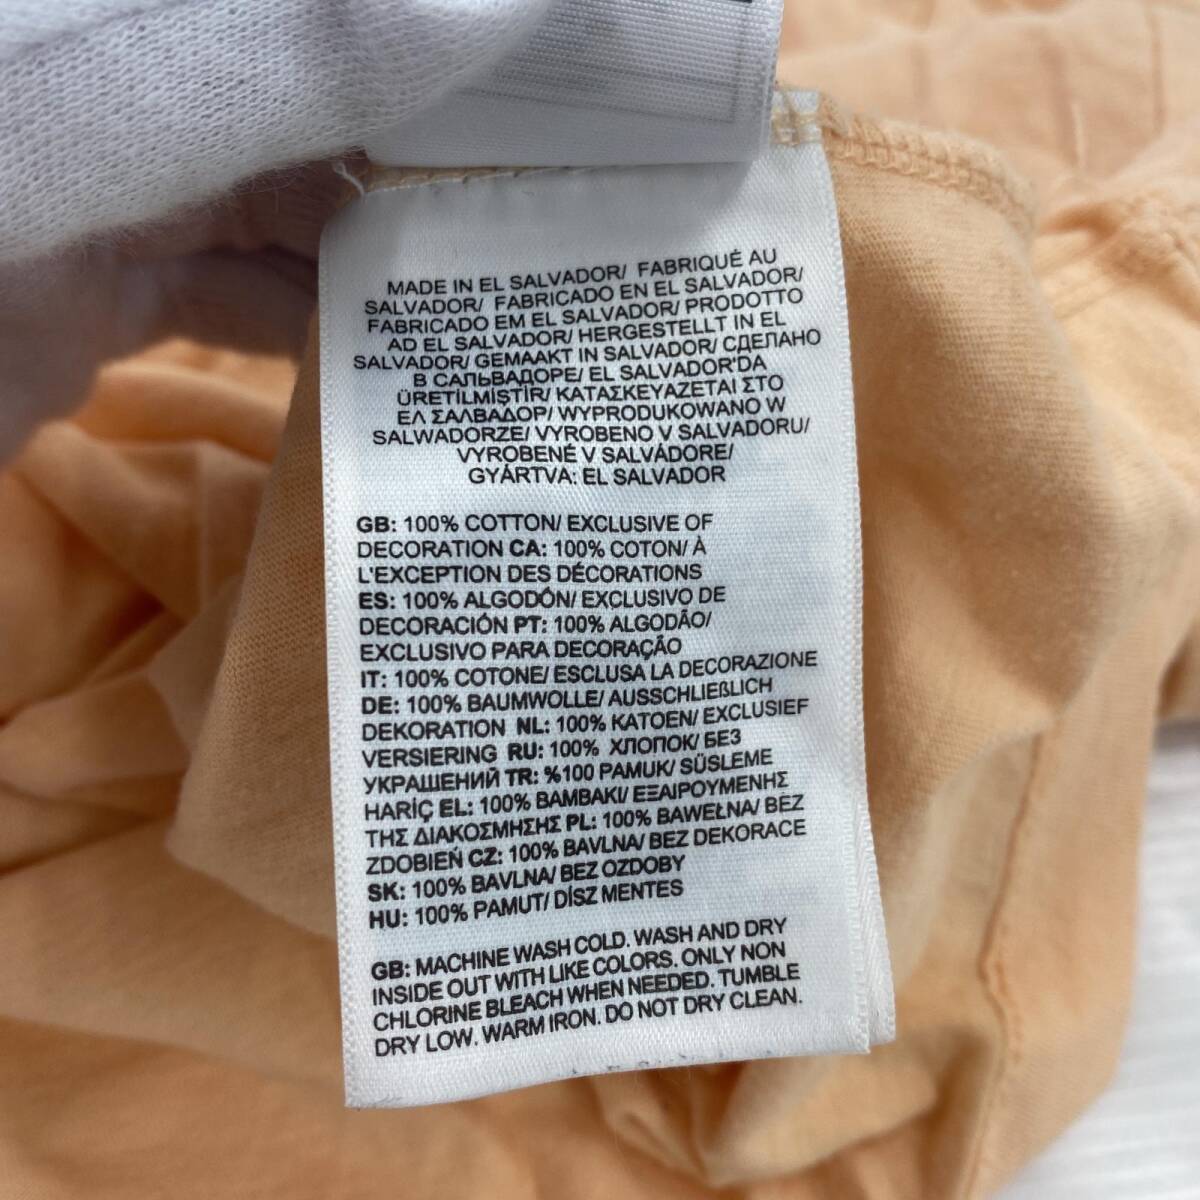 MADE IN EL SALVADOR/ FABRIQUÉ AU
SALVADOR/ FABRICADO EN EL SALVADOR/
FABRICADO EM EL SALVADOR/ PRODOTTO
AD EL SALVADOR/ HERGESTELLT IN EL
SALVADOR/ GEMAAKT IN SALVADOR/ СДЕЛАНО
В САЛЬВАДОРЕ/ EL SALVADOR'DA
ÜRETİLMİŞTİR/ ΚΑΤΑΣΚΕΥΑΖΕΤΑΙ ΣΤΟ
ΕΛ ΣΑΛΒΑΔΟΡ/ WYPRODUKOWANO W
SALWADORZE/ VYROBENO V SALVADORU/
VYROBENÉ V SALVÁDORE/
GYÁRTVA: EL SALVADOR
GB: 100% COTTON/ EXCLUSIVE OF
DECORATION CA: 100% COTON/ À
L'EXCEPTION DES DÉCORATIONS
ES: 100% ALGODÓN/ EXCLUSIVO DE
DECORACIÓN PT: 100% ALGODÃO/
EXCLUSIVO PARA DECORAÇÃO
IT: 100% COTONE/ ESCLUSA LA DECORAZIONE
DE: 100% BAUMWOLLE/ AUSSCHLIEßLICH
DEKORATION NL: 100% KATOEN/ EXCLUSIEF
VERSIERING RU: 100% ХЛОПОК/ БЕЗ
УКРАШЕНИЙ TR: %100 PAMUK/ SÜSLEME
HARİÇ EL: 100% ΒΑΜΒΑΚΙ/ ΕΞΑΙΡΟΥΜΕΝΗΣ
ΤΗΣ ΔΙΑΚΟΣΜΗΣΗΣ PL: 100% BAWEŁNA/ BEZ
ZDOBIEŃ CZ: 100% BAVLNA/ BEZ DEKORACE
SK: 100% BAVLNA/ BEZ OZDOBY
HU: 100% PAMUT/ DÍSZ MENTES
GB: MACHINE WASH COLD. WASH AND DRY
INSIDE OUT WITH LIKE COLORS. ONLY NON
CHLORINE BLEACH WHEN NEEDED. TUMBLE
DRY LOW. WARM IRON. DO NOT DRY CLEAN.